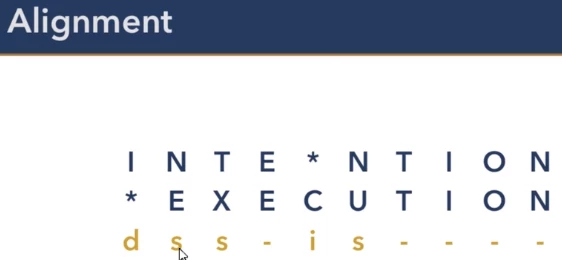 Alignment
I N T E * N T I O N
* E X E C U T I O N
d s s - i s - - - -